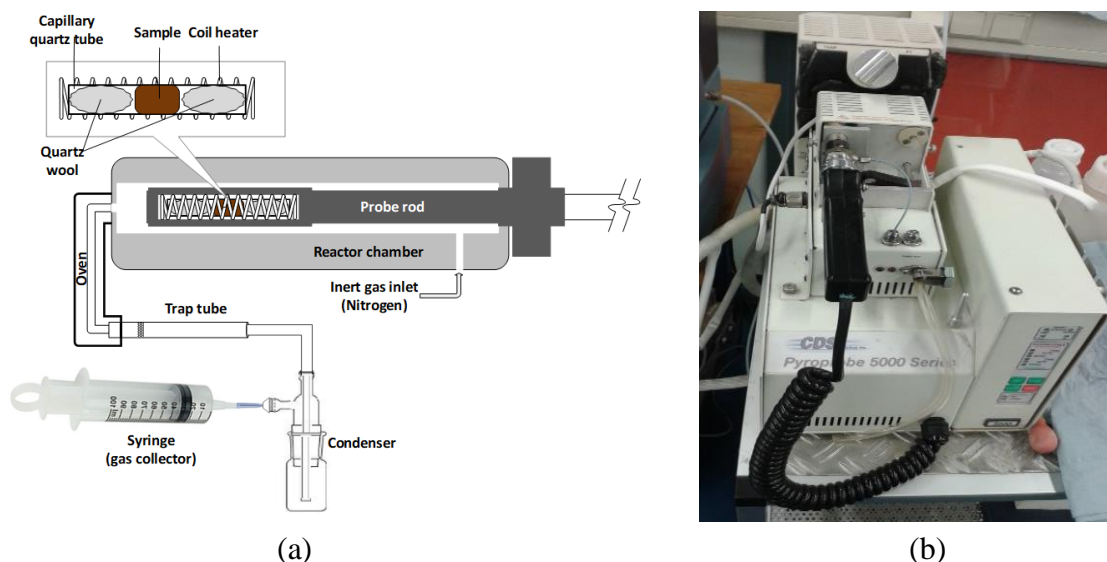 Capillary
quartz tube
Sample
Coil heater
Quartz
wool
Probe rod
Reactor chamber
Oven
Inert gas inlet
(Nitrogen)
Trap tube
Syringe
(gas collector)
Condenser
(a)
CDS
Pyroprobe 5000 Series
5000
(b)